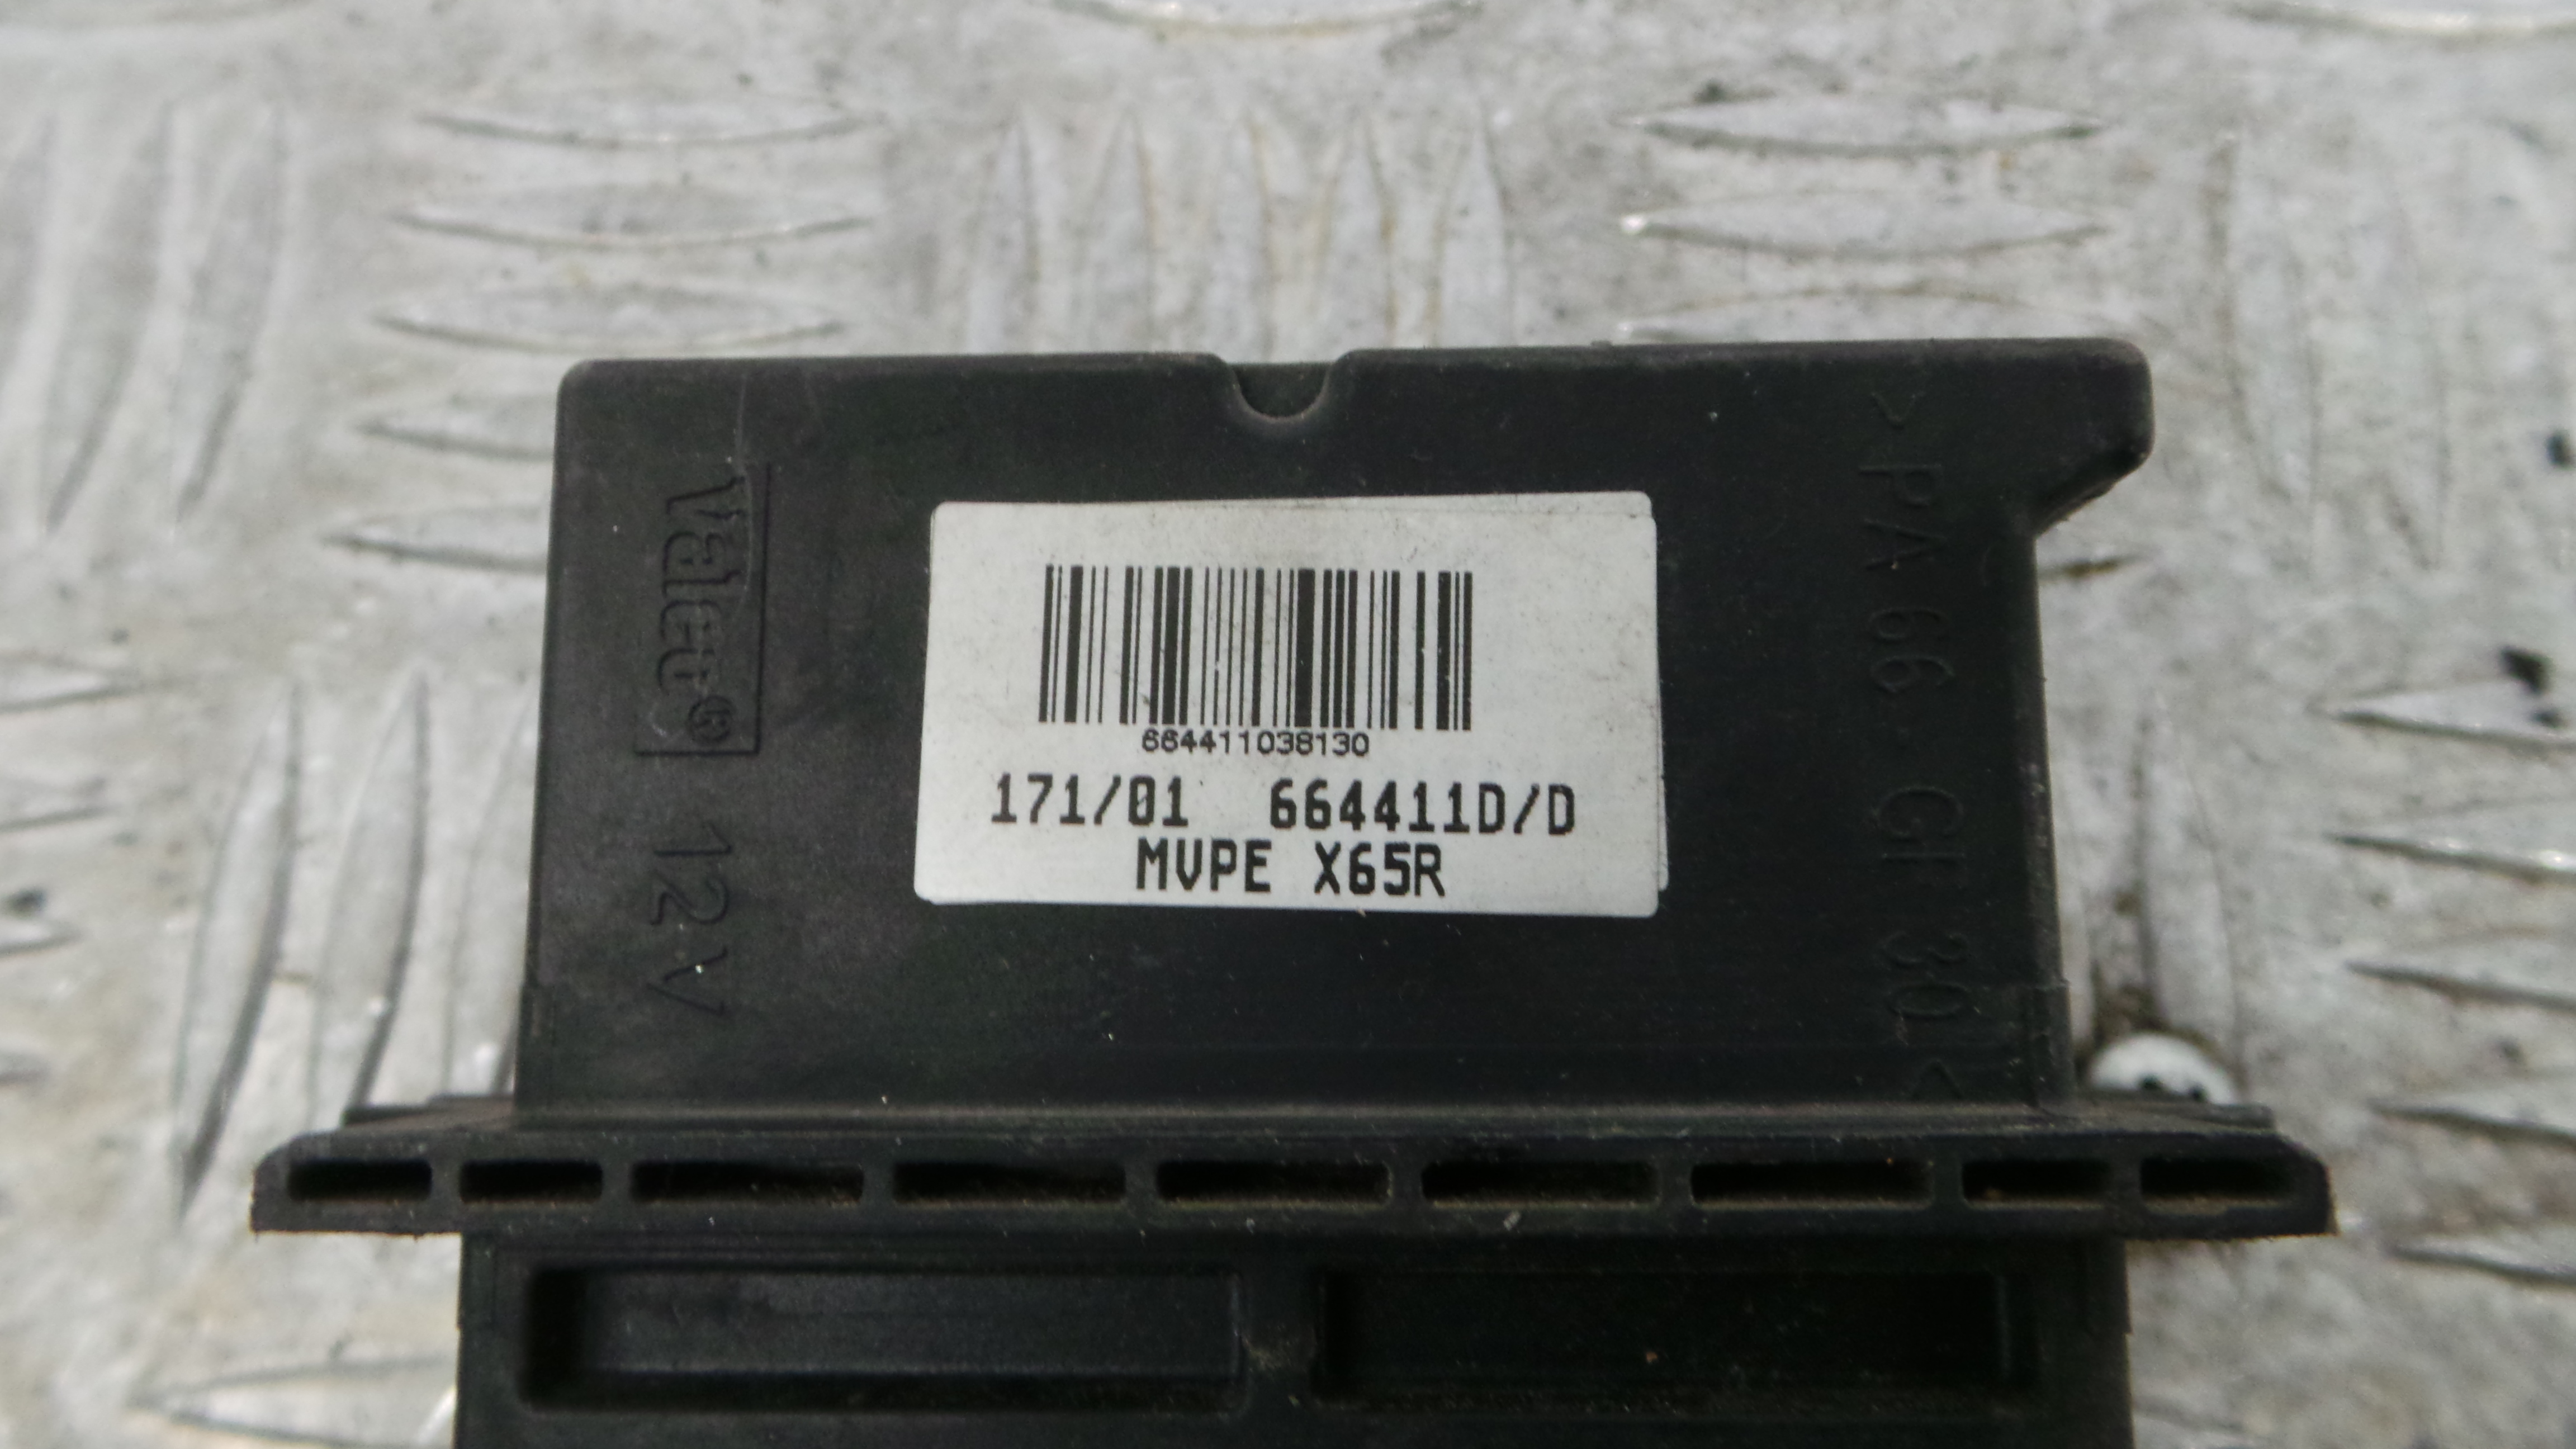 Valeo® 12V
664411038130
171/01 664411D/D
MVPE X65R
>PA 66 - GF 30<